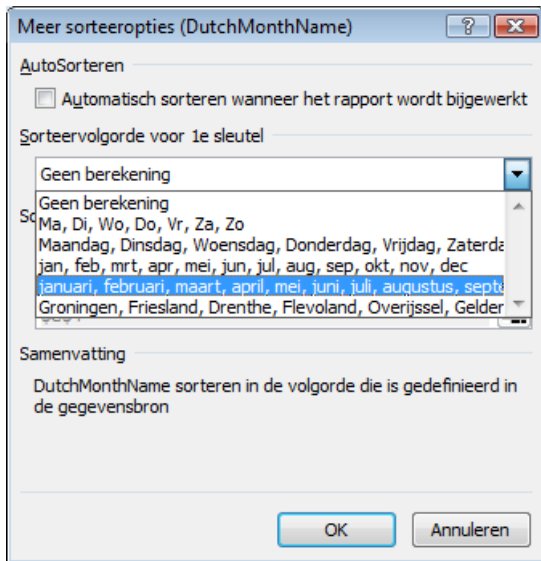 Meer sorteeropties (DutchMonthName)
AutoSorteren
Automatisch sorteren wanneer het rapport wordt bijgewerkt
Sorteervolgorde voor 1e sleutel
Geen berekening
Geen berekening
So
Ma, Di, Wo, Do, Vr, Za, Zo
Maandag, Dinsdag, Woensdag, Donderdag, Vrijdag, Zaterda
jan, feb, mrt, apr, mei, jun, jul, aug, sep, okt, nov, dec
januari, februari, maart, april, mei, juni, juli, augustus, septe
Groningen, Friesland, Drenthe, Flevoland, Overijssel, Gelder
Samenvatting
DutchMonthName sorteren in de volgorde die is gedefinieerd in
de gegevensbron
OK Annuleren